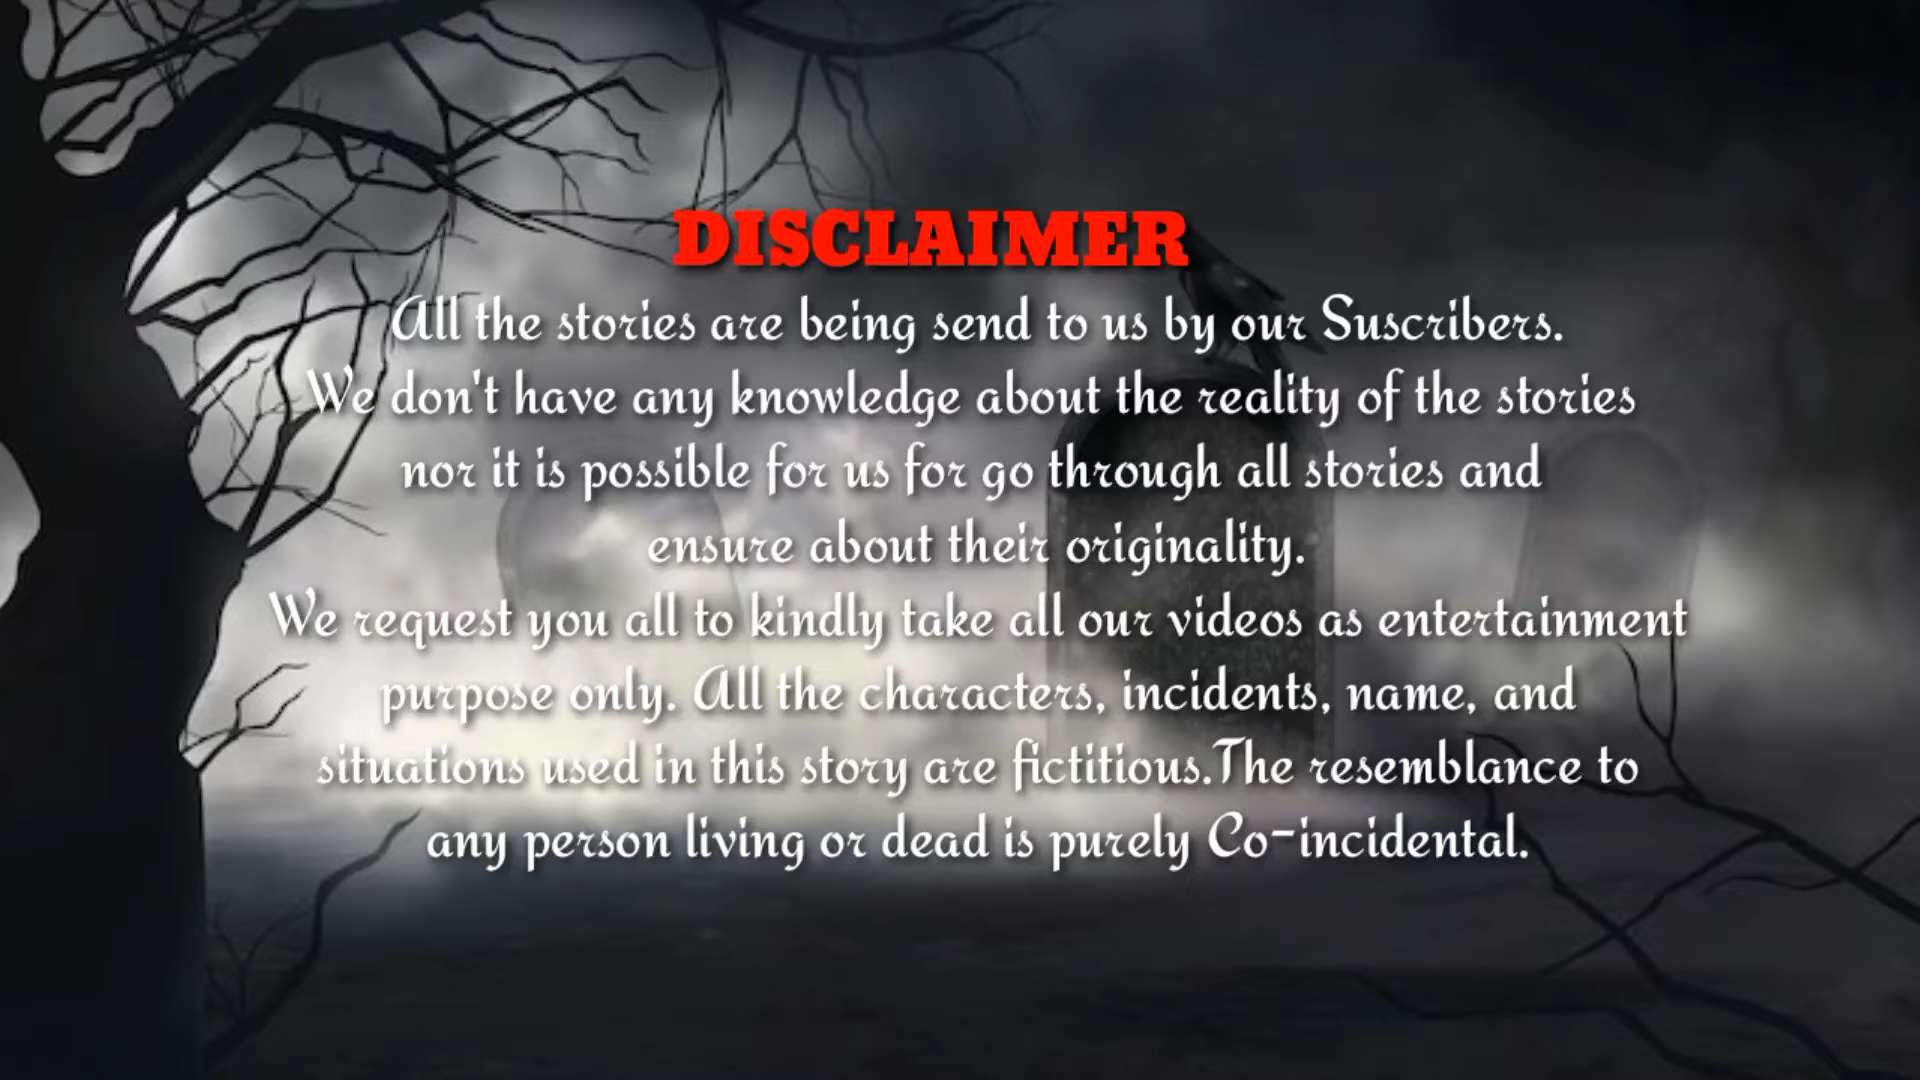 DISCLAIMER
All the stories are being send to us by our Suscribers.
We don't have any knowledge about the reality of the stories
nor it is possible for us for go through all stories and
ensure about their originality.
We request you all to kindly take all our videos as entertainment
purpose only. All the characters, incidents, name, and
situations used in this story are fictitious.The resemblance to
any person living or dead is purely Co-incidental.